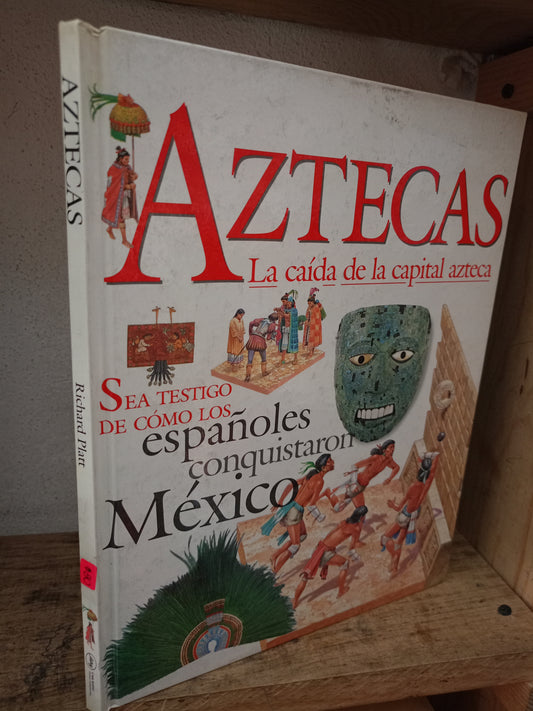 AZTECAS
Richard Platt
AZTECAS
La caída de la capital azteca
SEA TESTIGO
DE CÓMO LOS
españoles
conquistaron
México